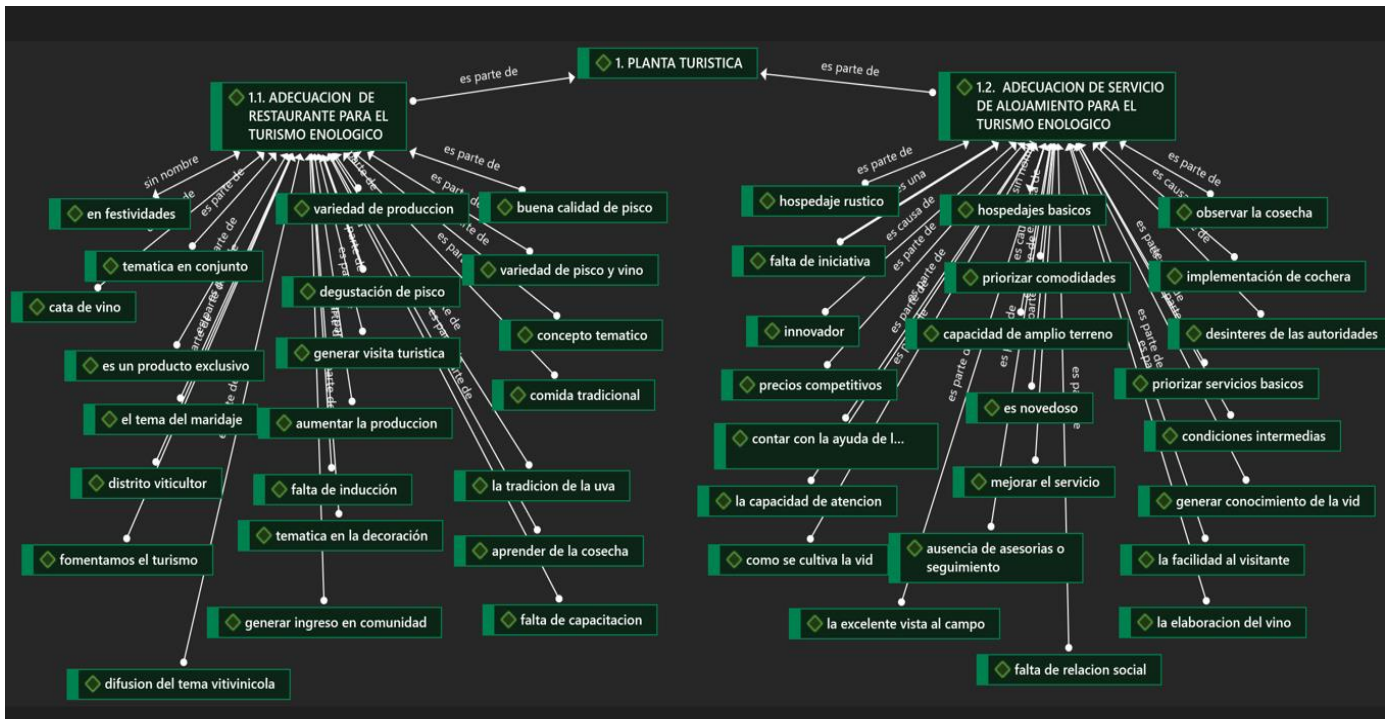 1. PLANTA TURISTICA
es parte de
es parte de
1.1. ADECUACION DE
RESTAURANTE PARA EL
TURISMO ENOLOGICO
1.2. ADECUACION DE SERVICIO
DE ALOJAMIENTO PARA EL
TURISMO ENOLOGICO
sin nombre
es parte de
es parte de
es parte de
es una
es causa de
es parte de
es parte de
en festividades
variedad de produccion
buena calidad de pisco
hospedaje rustico
hospedajes basicos
observar la cosecha
tematica en conjunto
variedad de pisco y vino
falta de iniciativa
priorizar comodidades
implementación de cochera
cata de vino
degustación de pisco
concepto tematico
innovador
capacidad de amplio terreno
desinteres de las autoridades
es un producto exclusivo
generar visita turistica
comida tradicional
precios competitivos
es novedoso
priorizar servicios basicos
el tema del maridaje
aumentar la produccion
contar con la ayuda de l...
condiciones intermedias
distrito viticultor
falta de inducción
la tradicion de la uva
la capacidad de atencion
mejorar el servicio
generar conocimiento de la vid
fomentamos el turismo
tematica en la decoración
aprender de la cosecha
como se cultiva la vid
ausencia de asesorias o
seguimiento
la facilidad al visitante
generar ingreso en comunidad
falta de capacitacion
la excelente vista al campo
la elaboracion del vino
difusion del tema vitivinicola
falta de relacion social